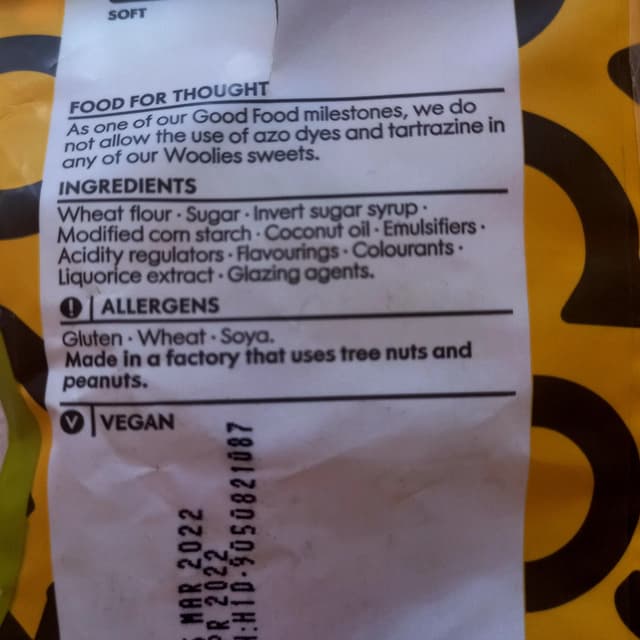 SOFT
FOOD FOR THOUGHT
As one of our Good Food milestones, we do
not allow the use of azo dyes and tartrazine in
any of our Woolies sweets.
INGREDIENTS
Wheat flour · Sugar · Invert sugar syrup ·
Modified corn starch · Coconut oil · Emulsifiers ·
Acidity regulators · Flavourings · Colourants ·
Liquorice extract · Glazing agents.
ALLERGENS
Gluten · Wheat · Soya.
Made in a factory that uses tree nuts and
peanuts.
V VEGAN
MAR 2022
R 2022
.HID·9050821087